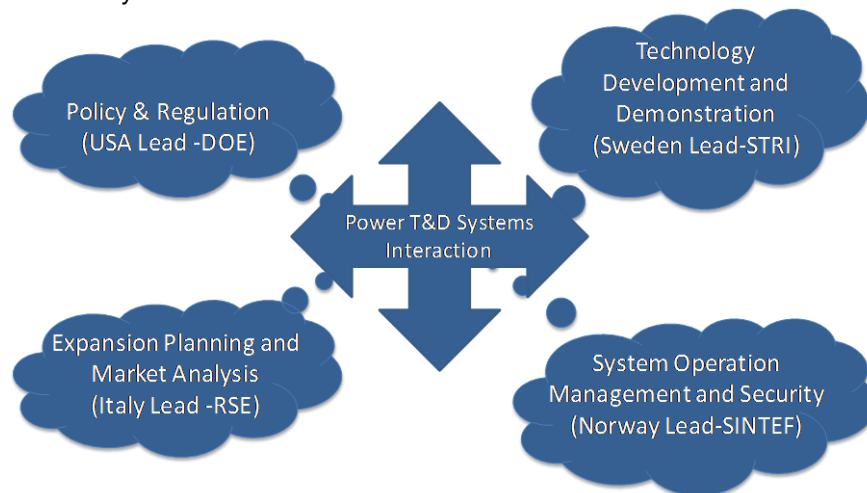 Policy & Regulation
(USA Lead -DOE)
Technology
Development and
Demonstration
(Sweden Lead-STRI)
Power T&D Systems
Interaction
Expansion Planning and
Market Analysis
(Italy Lead -RSE)
System Operation
Management and Security
(Norway Lead-SINTEF)